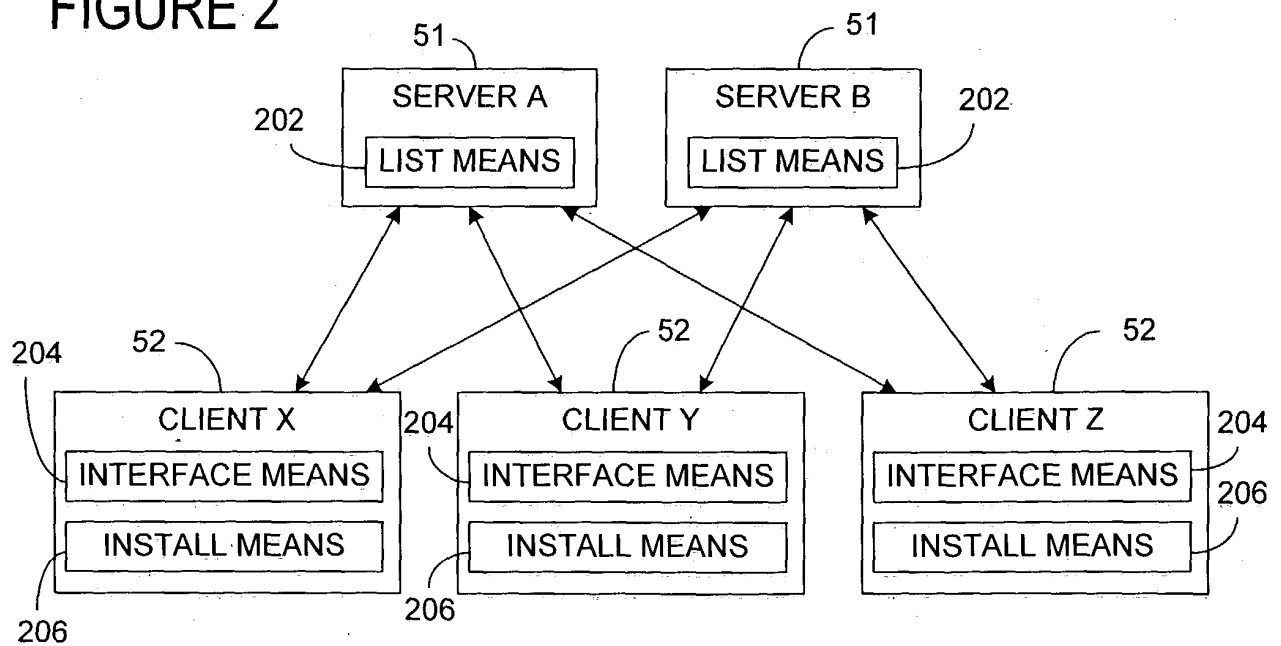 FIGURE 2
51
51
SERVER A
SERVER B
202
202
LIST MEANS
LIST MEANS
52
52
52
204
CLIENT X
204
CLIENT Y
CLIENT Z
204
INTERFACE MEANS
INTERFACE MEANS
INTERFACE MEANS
206
INSTALL MEANS
INSTALL MEANS
INSTALL MEANS
206
206